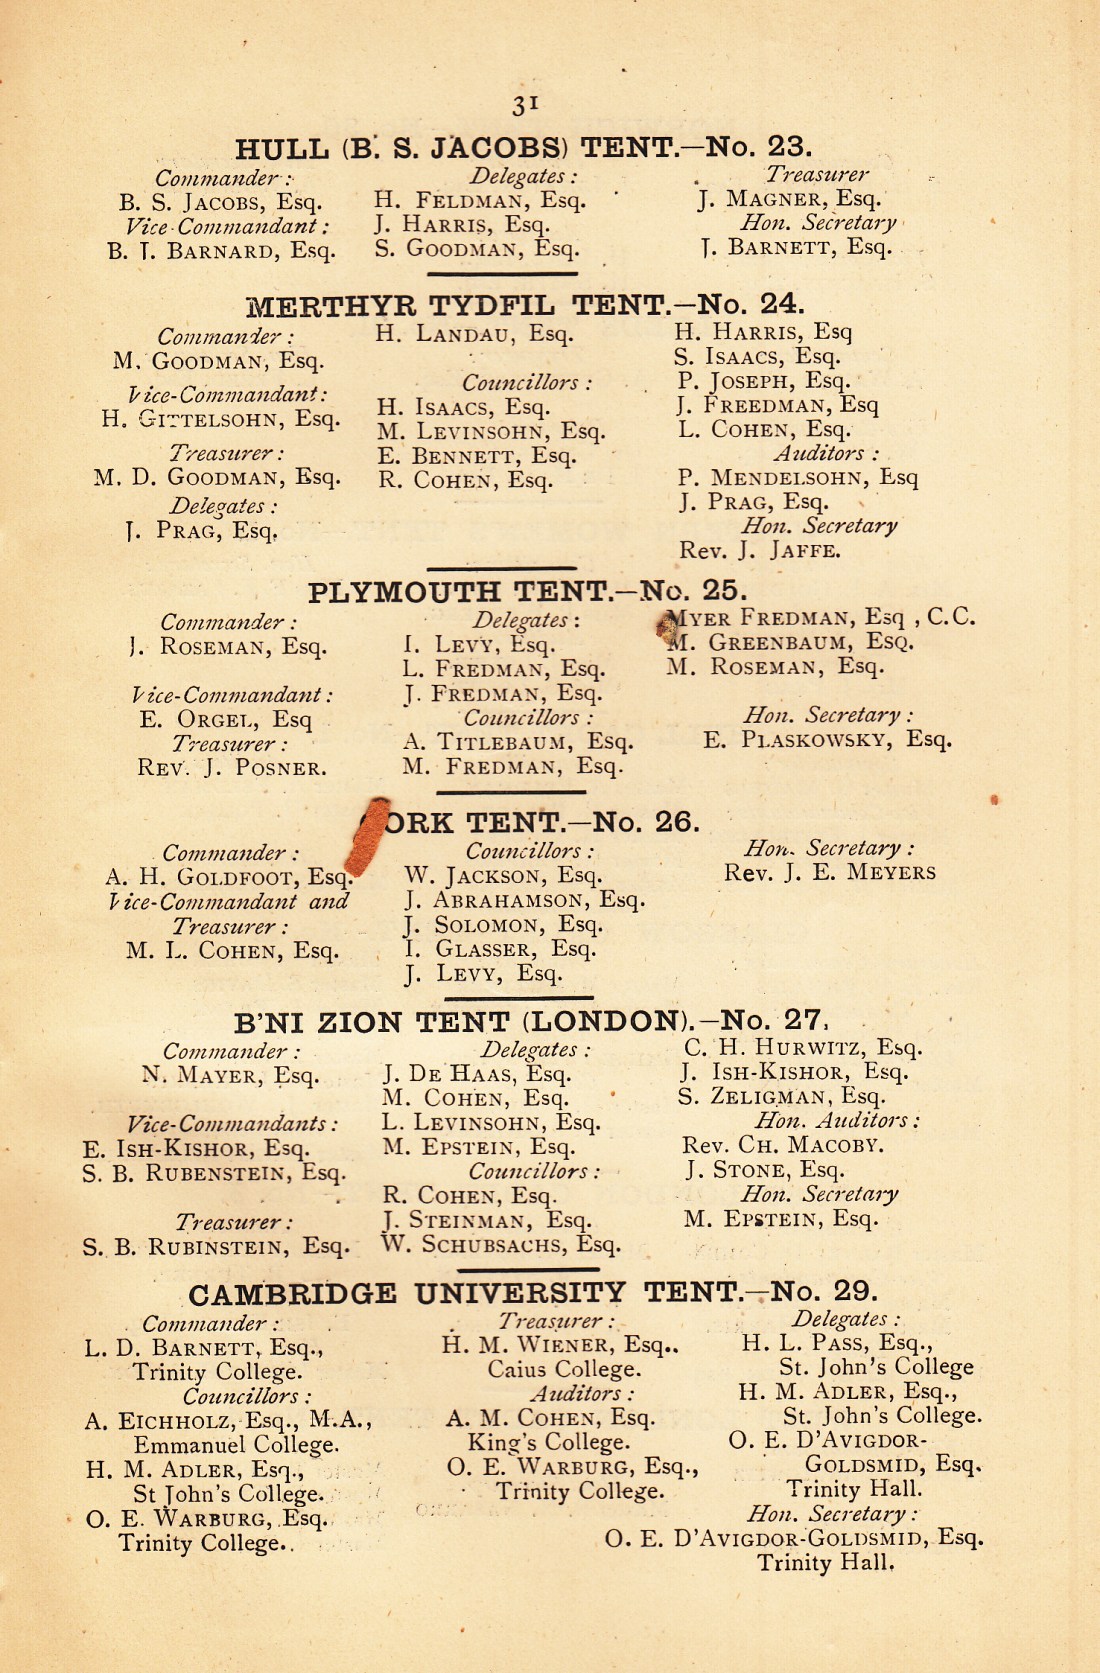 31
HULL (B. S. JACOBS) TENT.—No. 23.
Commander:
B. S. JACOBS, Esq.
Vice-Commandant:
B. J. BARNARD, Esq.
Delegates:
H. FELDMAN, Esq.
J. HARRIS, Esq.
S. GOODMAN, Esq.
Treasurer
J. MAGNER, Esq.
Hon. Secretary
J. BARNETT, Esq.
MERTHYR TYDFIL TENT.—No. 24.
Commander:
M. GOODMAN, Esq.
Vice-Commandant:
H. GITTELSOHN, Esq.
Treasurer:
M. D. GOODMAN, Esq.
Delegates:
J. PRAG, Esq.
H. LANDAU, Esq.
Councillors:
H. ISAACS, Esq.
M. LEVINSOHN, Esq.
E. BENNETT, Esq.
R. COHEN, Esq.
H. HARRIS, Esq
S. ISAACS, Esq.
P. JOSEPH, Esq.
J. FREEDMAN, Esq
L. COHEN, Esq.
Auditors:
P. MENDELSOHN, Esq
J. PRAG, Esq.
Hon. Secretary
Rev. J. JAFFE.
PLYMOUTH TENT.—No. 25.
Commander:
J. ROSEMAN, Esq.
Vice-Commandant:
E. ORGEL, Esq
Treasurer:
REV. J. POSNER.
Delegates:
I. LEVY, Esq.
L. FREDMAN, Esq.
J. FREDMAN, Esq.
Councillors:
A. TITLEBAUM, Esq.
M. FREDMAN, Esq.
MYER FREDMAN, Esq , C.C.
M. GREENBAUM, ESQ.
M. ROSEMAN, Esq.
Hon. Secretary:
E. PLASKOWSKY, Esq.
CORK TENT.—No. 26.
Commander:
A. H. GOLDFOOT, Esq.
Vice-Commandant and
Treasurer:
M. L. COHEN, Esq.
Councillors:
W. JACKSON, Esq.
J. ABRAHAMSON, Esq.
J. SOLOMON, Esq.
I. GLASSER, Esq.
J. LEVY, Esq.
Hon. Secretary:
Rev. J. E. MEYERS
B'NI ZION TENT (LONDON).—No. 27.
Commander:
N. MAYER, Esq.
Vice-Commandants:
E. ISH-KISHOR, Esq.
S. B. RUBENSTEIN, Esq.
Treasurer:
S. B. RUBINSTEIN, Esq.
Delegates:
J. DE HAAS, Esq.
M. COHEN, Esq.
L. LEVINSOHN, Esq.
M. EPSTEIN, Esq.
Councillors:
R. COHEN, Esq.
J. STEINMAN, Esq.
W. SCHUBSACHS, Esq.
C. H. HURWITZ, Esq.
J. ISH-KISHOR, Esq.
S. ZELIGMAN, Esq.
Hon. Auditors:
Rev. CH. MACOBY.
J. STONE, Esq.
Hon. Secretary
M. EPSTEIN, Esq.
CAMBRIDGE UNIVERSITY TENT.—No. 29.
Commander:
L. D. BARNETT, Esq.,
Trinity College.
Councillors:
A. EICHHOLZ, Esq., M.A.,
Emmanuel College.
H. M. ADLER, Esq.,
St John's College.
O. E. WARBURG, Esq.
Trinity College.
Treasurer:
H. M. WIENER, Esq..
Caius College.
Auditors:
A. M. COHEN, Esq.
King's College.
O. E. WARBURG, Esq.,
Trinity College.
Delegates:
H. L. PASS, Esq.,
St. John's College
H. M. ADLER, Esq.,
St. John's College.
O. E. D'AVIGDOR-
GOLDSMID, Esq.
Trinity Hall.
Hon. Secretary:
O. E. D'AVIGDOR-GOLDSMID, Esq.
Trinity Hall.